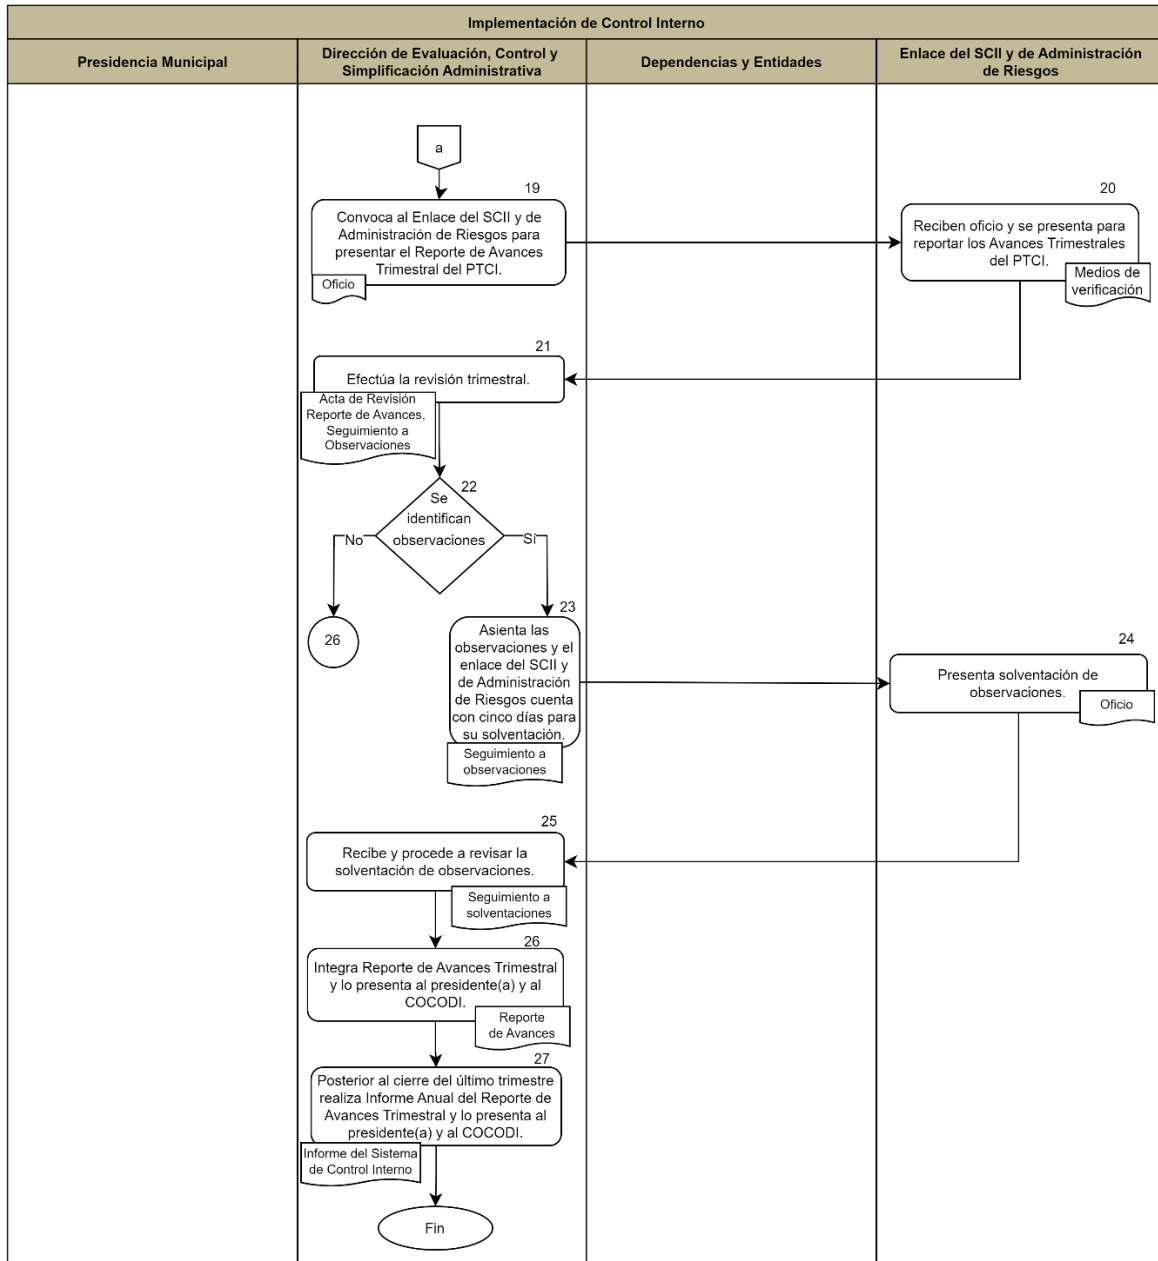 Implementación de Control Interno
Presidencia Municipal
Dirección de Evaluación, Control y
Simplificación Administrativa
Dependencias y Entidades
Enlace del SCII y de Administración
de Riesgos
a
19
Convoca al Enlace del SCII y de
Administración de Riesgos para
presentar el Reporte de Avances
Trimestral del PTCI.
Oficio
20
Reciben oficio y se presenta para
reportar los Avances Trimestrales
del PTCI.
Medios de
verificación
21
Efectúa la revisión trimestral.
Acta de Revisión
Reporte de Avances,
Seguimiento a
Observaciones
22
Se
identifican
observaciones
No
Sí
26
23
Asienta las
observaciones y el
enlace del SCII y
de Administración
de Riesgos cuenta
con cinco días para
su solventación.
Seguimiento a
observaciones
24
Presenta solventación de
observaciones.
Oficio
25
Recibe y procede a revisar la
solventación de observaciones.
Seguimiento a
solventaciones
26
Integra Reporte de Avances Trimestral
y lo presenta al presidente(a) y al
COCODI.
Reporte
de Avances
27
Posterior al cierre del último trimestre
realiza Informe Anual del Reporte de
Avances Trimestral y lo presenta al
presidente(a) y al COCODI.
Informe del Sistema
de Control Interno
Fin